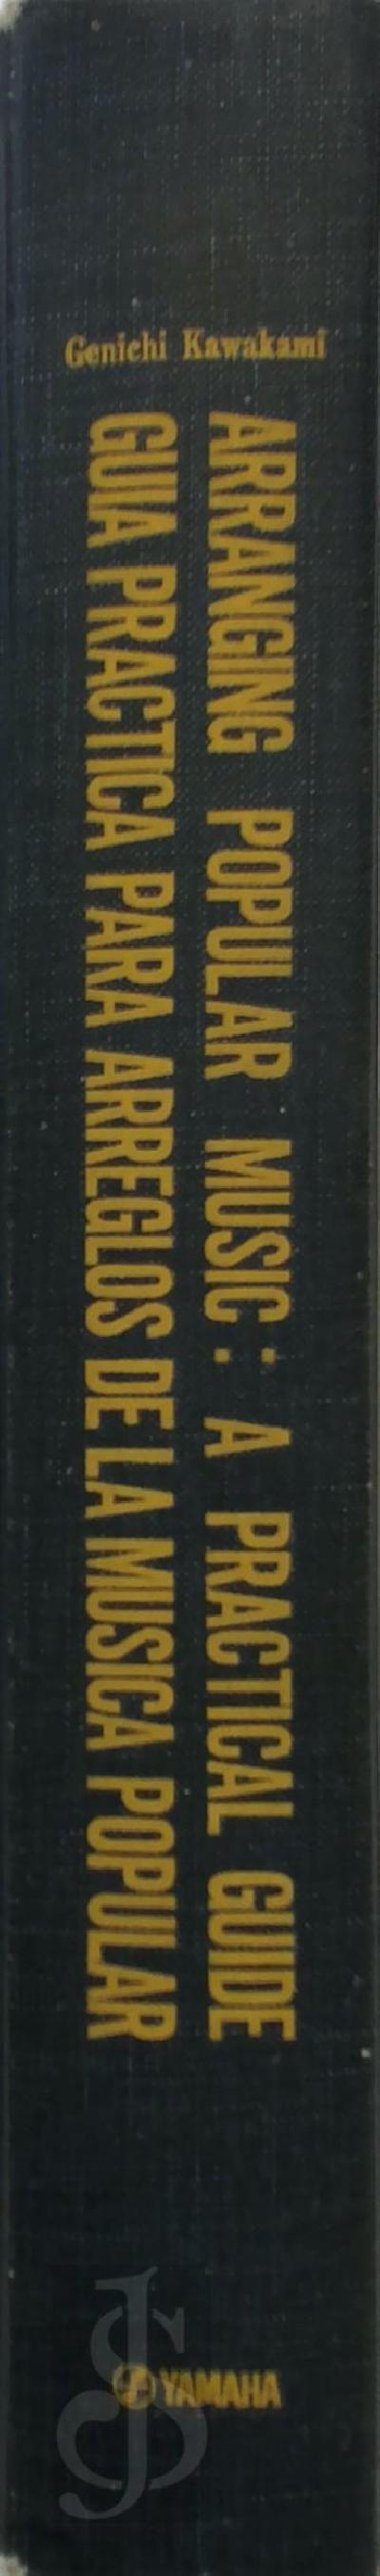 Genichi Kawakami
ARRANGING POPULAR MUSIC: A PRACTICAL GUIDE
GUIA PRACTICA PARA ARREGLOS DE LA MUSICA POPULAR
YAMAHA